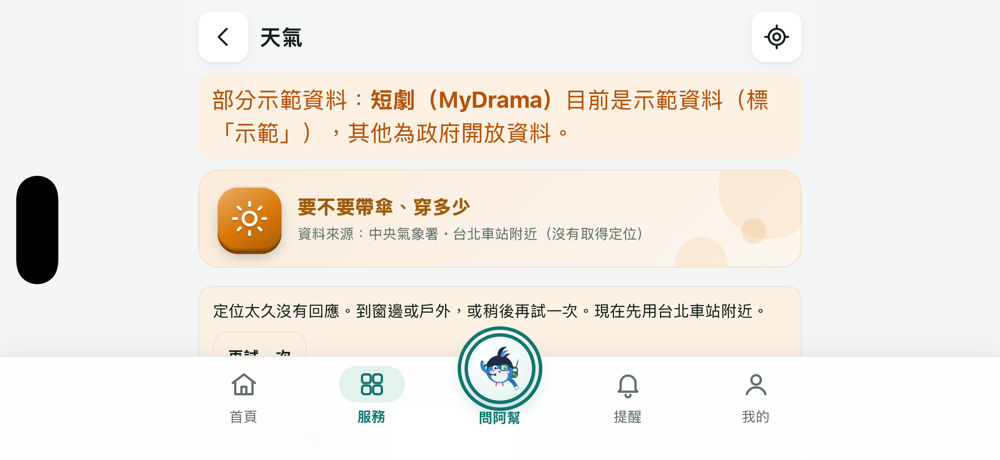 天氣
部分示範資料：短劇（MyDrama）目前是示範資料（標
「示範」），其他為政府開放資料。
要不要帶傘、穿多少
資料來源：中央氣象署・台北車站附近（沒有取得定位）
定位太久沒有回應。到窗邊或戶外，或稍後再試一次。現在先用台北車站附近。
再試一次
首頁
服務
問阿幫
提醒
我的